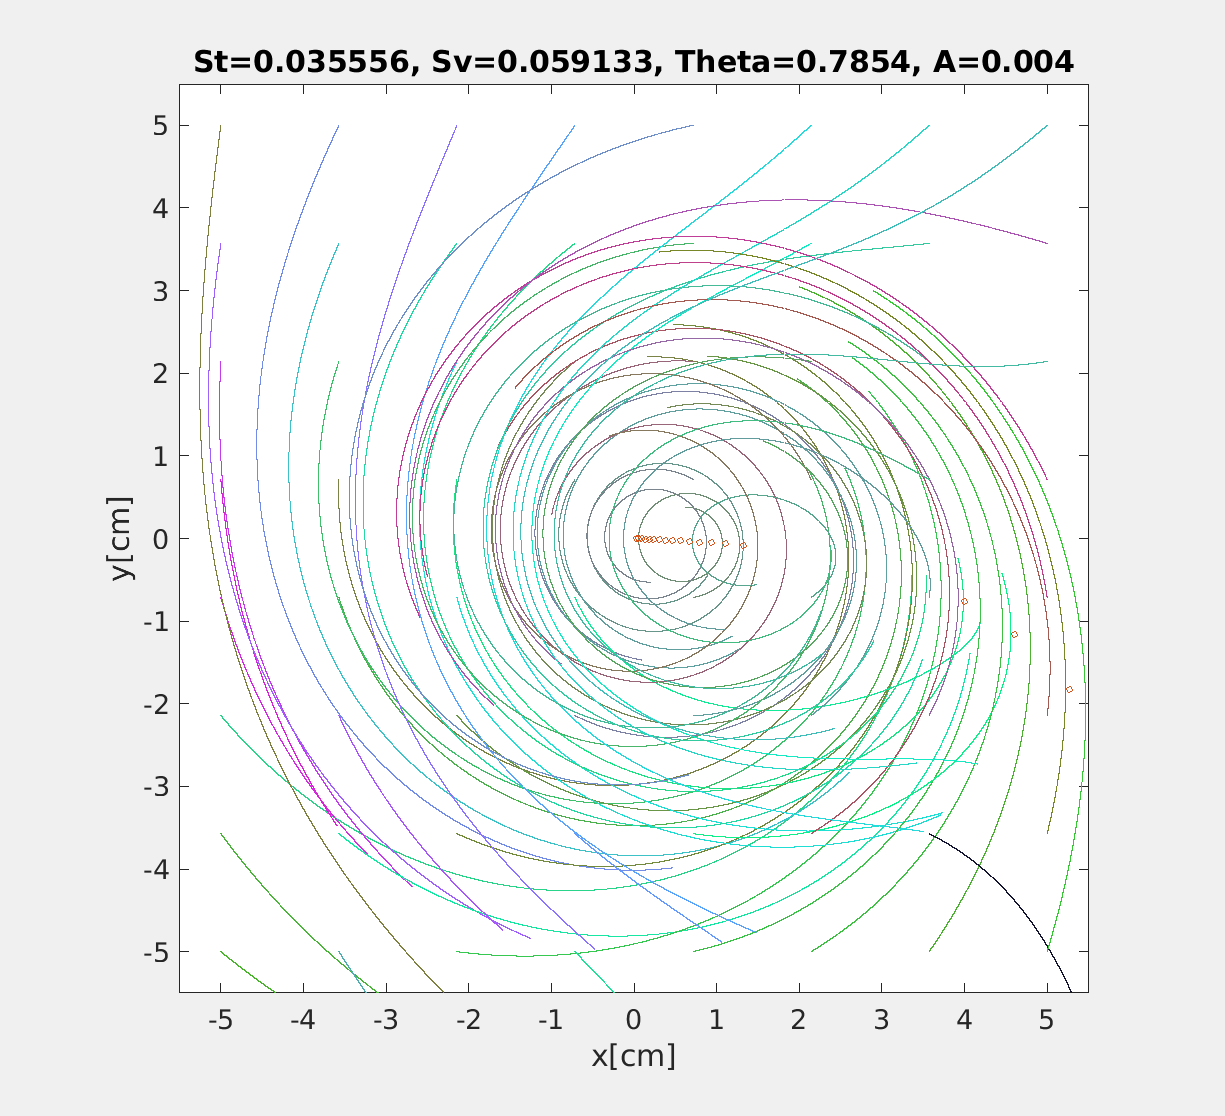 St=0.035556, Sv=0.059133, Theta=0.7854, A=0.004
5
4
3
2
1
0
-1
-2
-3
-4
-5
y[cm]
-5 -4 -3 -2 -1 0 1 2 3 4 5
x[cm]